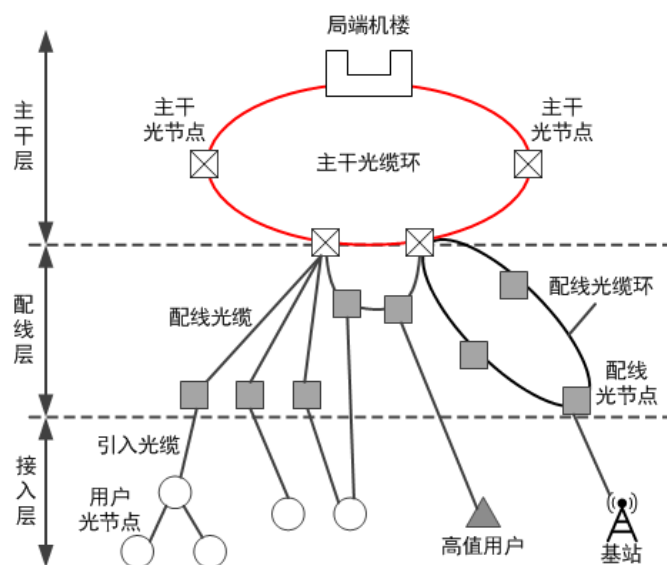 局端机楼
主干
光节点
主干
光节点
主干光缆环
主干层
配线光缆
配线光缆环
配线层
配线
光节点
引入光缆
接入层
用户
光节点
高值用户
基站